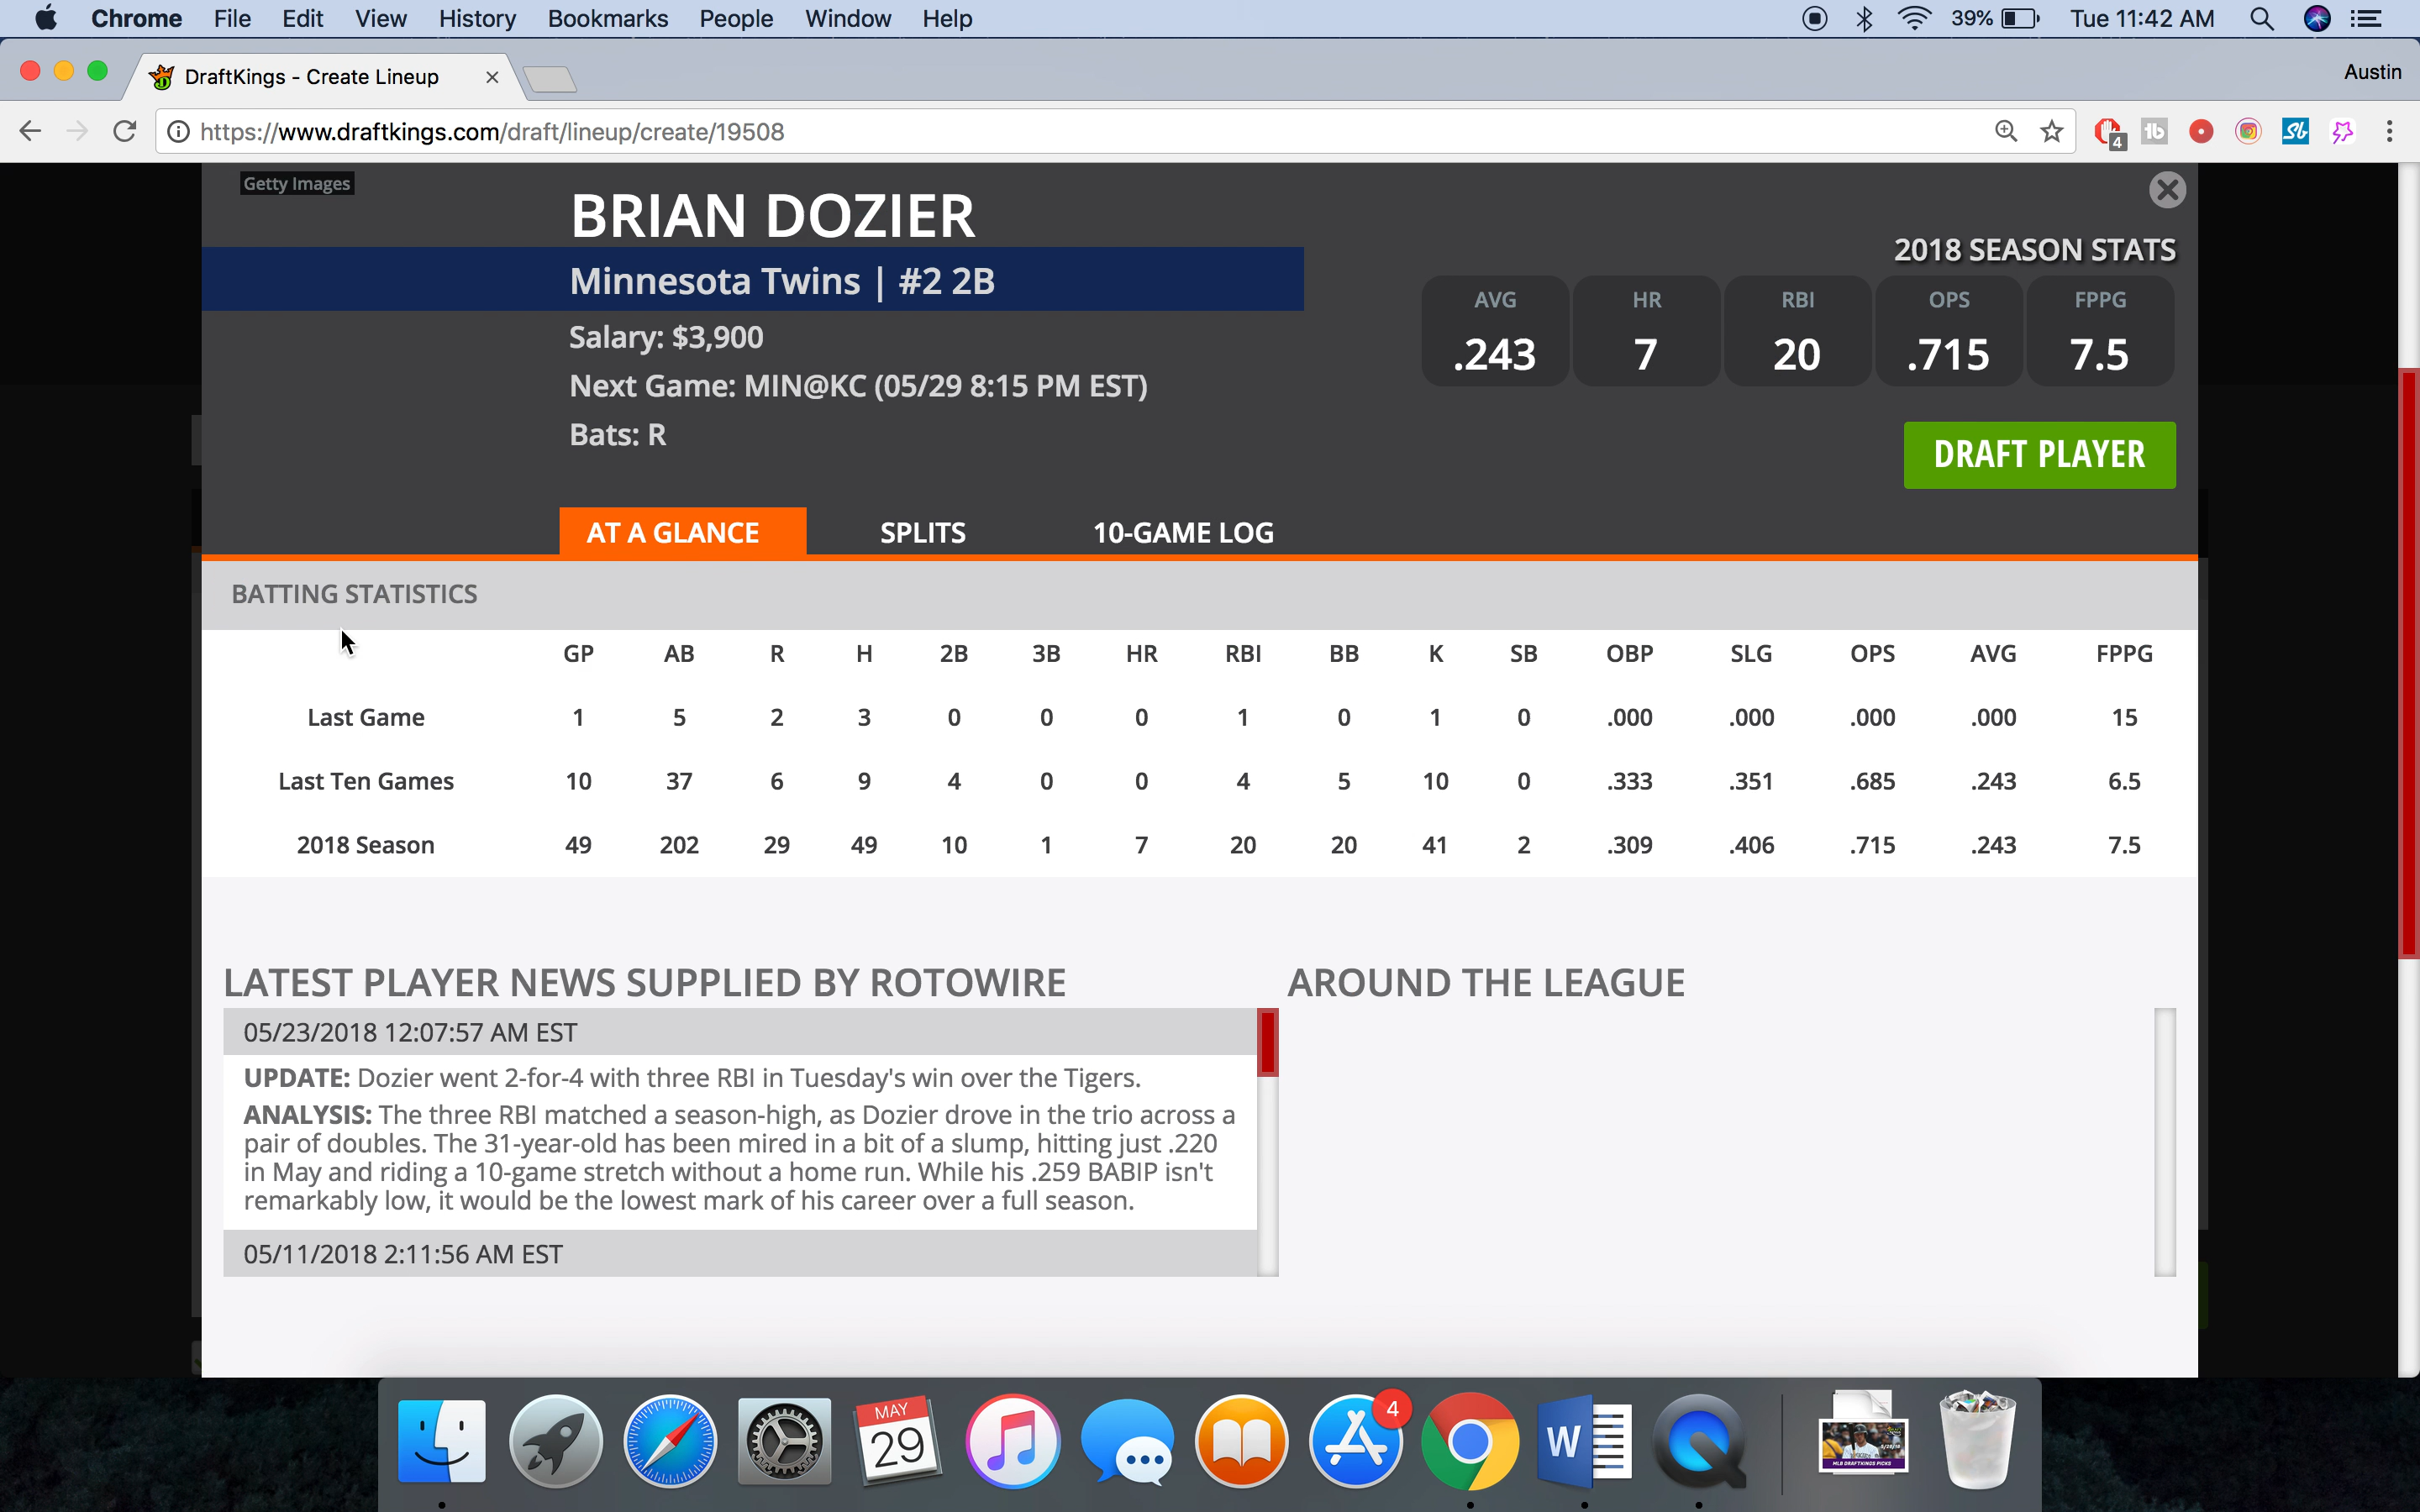 Chrome File Edit View History Bookmarks People Window Help 39% Tue 11:42 AM
DraftKings - Create Lineup Austin
https://www.draftkings.com/draft/lineup/create/19508 4
Getty Images
BRIAN DOZIER
2018 SEASON STATS
Minnesota Twins | #2 2B
AVG HR RBI OPS FPPG
.243 7 20 .715 7.5
Salary: $3,900
Next Game: MIN@KC (05/29 8:15 PM EST)
Bats: R
DRAFT PLAYER
AT A GLANCE SPLITS 10-GAME LOG
BATTING STATISTICS
GP AB R H 2B 3B HR RBI BB K SB OBP SLG OPS AVG FPPG
Last Game 1 5 2 3 0 0 0 1 0 1 0 .000 .000 .000 .000 15
Last Ten Games 10 37 6 9 4 0 0 4 5 10 0 .333 .351 .685 .243 6.5
2018 Season 49 202 29 49 10 1 7 20 20 41 2 .309 .406 .715 .243 7.5
LATEST PLAYER NEWS SUPPLIED BY ROTOWIRE
05/23/2018 12:07:57 AM EST
UPDATE: Dozier went 2-for-4 with three RBI in Tuesday's win over the Tigers.
ANALYSIS: The three RBI matched a season-high, as Dozier drove in the trio across a
pair of doubles. The 31-year-old has been mired in a bit of a slump, hitting just .220
in May and riding a 10-game stretch without a home run. While his .259 BABIP isn't
remarkably low, it would be the lowest mark of his career over a full season.
05/11/2018 2:11:56 AM EST
AROUND THE LEAGUE
MAY
29
4
W
MLB DRAFTKINGS PICKS